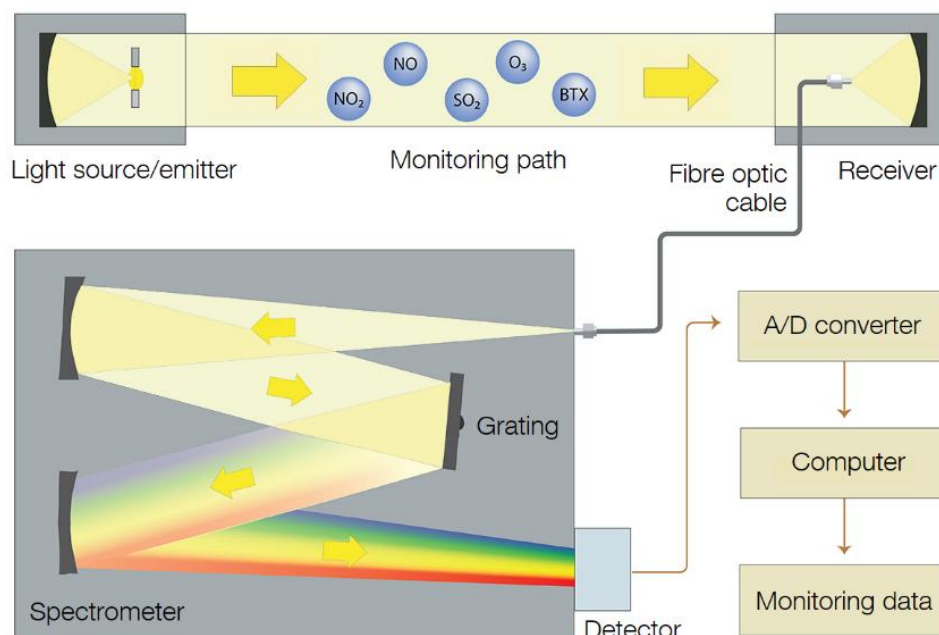 NO
O₃
NO₂
SO₂
BTX
Light source/emitter
Monitoring path
Fibre optic
cable
Receiver
A/D converter
Grating
Computer
Spectrometer
Detector
Monitoring data